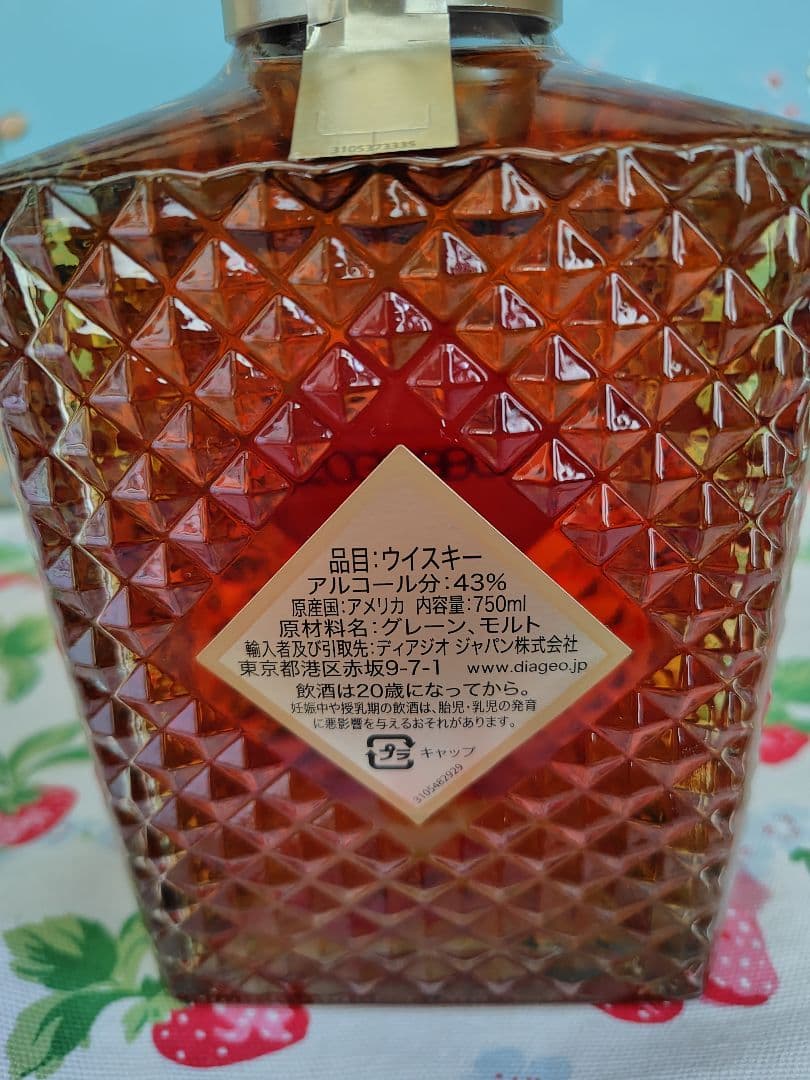 3105373335
品目:ウイスキー
アルコール分:43%
原産国:アメリカ 内容量:750ml
原材料名:グレーン、モルト
輸入者及び引取先:ディアジオ ジャパン株式会社
東京都港区赤坂9-7-1 www.diageo.jp
飲酒は20歳になってから。
妊娠中や授乳期の飲酒は、胎児・乳児の発育
に悪影響を与えるおそれがあります。
プラ キャップ
3105482929